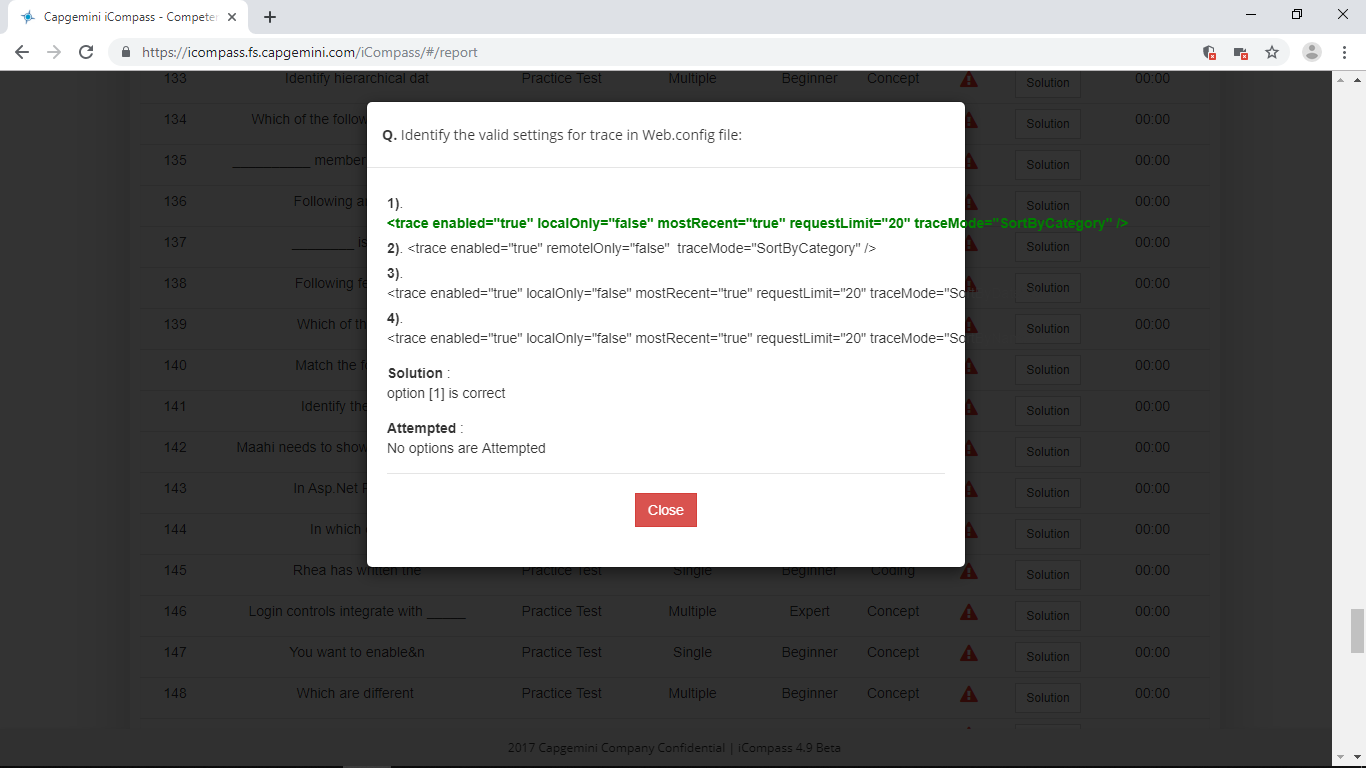 Capgemini iCompass - Competen
https://icompass.fs.capgemini.com/iCompass/#/report
133 Identify hierarchical dat Practice Test Multiple Beginner Concept Solution 00:00
134 Which of the follow Solution 00:00
135 ___________ member Solution 00:00
136 Following a Solution 00:00
137 _________ is Solution 00:00
138 Following fe Solution 00:00
139 Which of th Solution 00:00
140 Match the f Solution 00:00
141 Identify the Solution 00:00
142 Maahi needs to show Solution 00:00
143 In Asp.Net Solution 00:00
144 In which Solution 00:00
145 Rhea has written the Practice Test Single Beginner Coding Solution 00:00
146 Login controls integrate with ______ Practice Test Multiple Expert Concept Solution 00:00
147 You want to enable&n Practice Test Single Beginner Concept Solution 00:00
148 Which are different Practice Test Multiple Beginner Concept Solution 00:00
Q. Identify the valid settings for trace in Web.config file:
1).
<trace enabled="true" localOnly="false" mostRecent="true" requestLimit="20" traceMode="SortByCategory" />
2). <trace enabled="true" remotelOnly="false" traceMode="SortByCategory" />
3).
<trace enabled="true" localOnly="false" mostRecent="true" requestLimit="20" traceMode="So
4).
<trace enabled="true" localOnly="false" mostRecent="true" requestLimit="20" traceMode="So
Solution :
option [1] is correct
Attempted :
No options are Attempted
Close
2017 Capgemini Company Confidential | iCompass 4.9 Beta